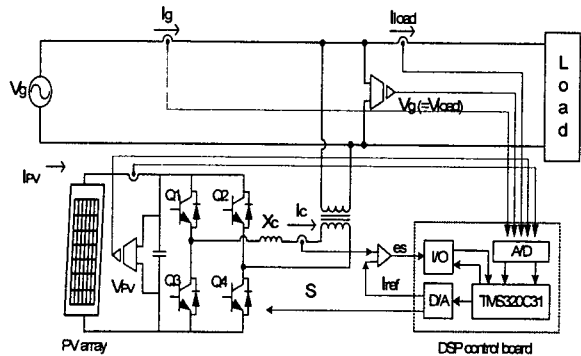 Ig
Iload
Vg
Vg (=Vload)
L
o
a
d
IPV
Q1
Q2
Xc
Ic
VPV
Q3
Q4
S
es
Iref
I/O
A/D
D/A
TMS320C31
PV array
DSP control board